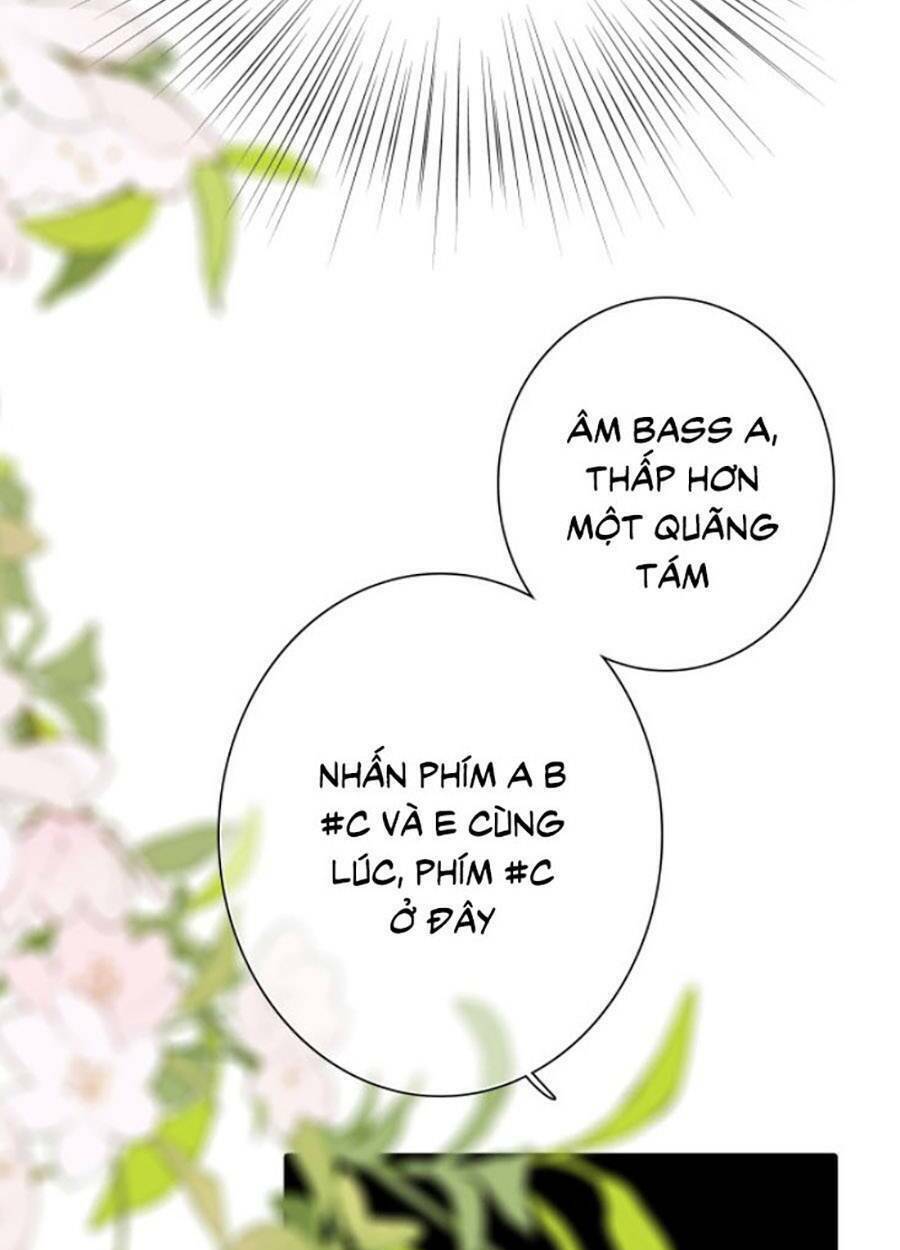 ÂM BASS A,
THẤP HƠN
MỘT QUÃNG
TÁM
NHẤN PHÍM A B
#C VÀ E CÙNG
LÚC, PHÍM #C
Ở ĐÂY